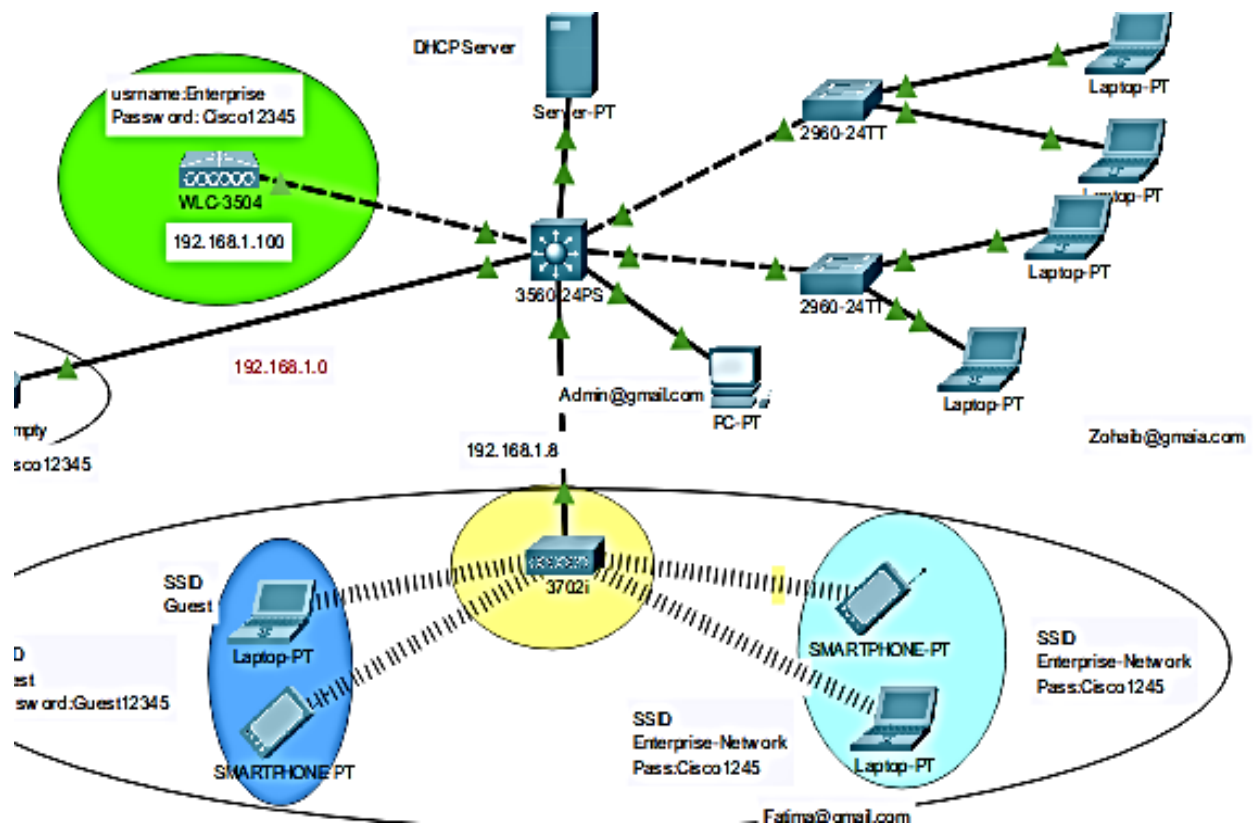 DHCP Server
Server-PT
usrname:Enterprise
Password: Cisco12345
WLC-3504
192.168.1.100
Laptop-PT
2960-24TT
Laptop-PT
3560-24PS
Laptop-PT
2960-24TT
192.168.1.0
Admin@gmail.com
PC-PT
Laptop-PT
mpty
sco12345
192.168.1.8
Zohaib@gmaia.com
SSID
Guest
3702i
Laptop-PT
SMARTPHONE-PT
SSID
Enterprise-Network
Pass:Cisco1245
D
est
sword:Guest12345
SSID
Enterprise-Network
Pass:Cisco1245
SMARTPHONE-PT
Laptop-PT
Fatima@gmail.com